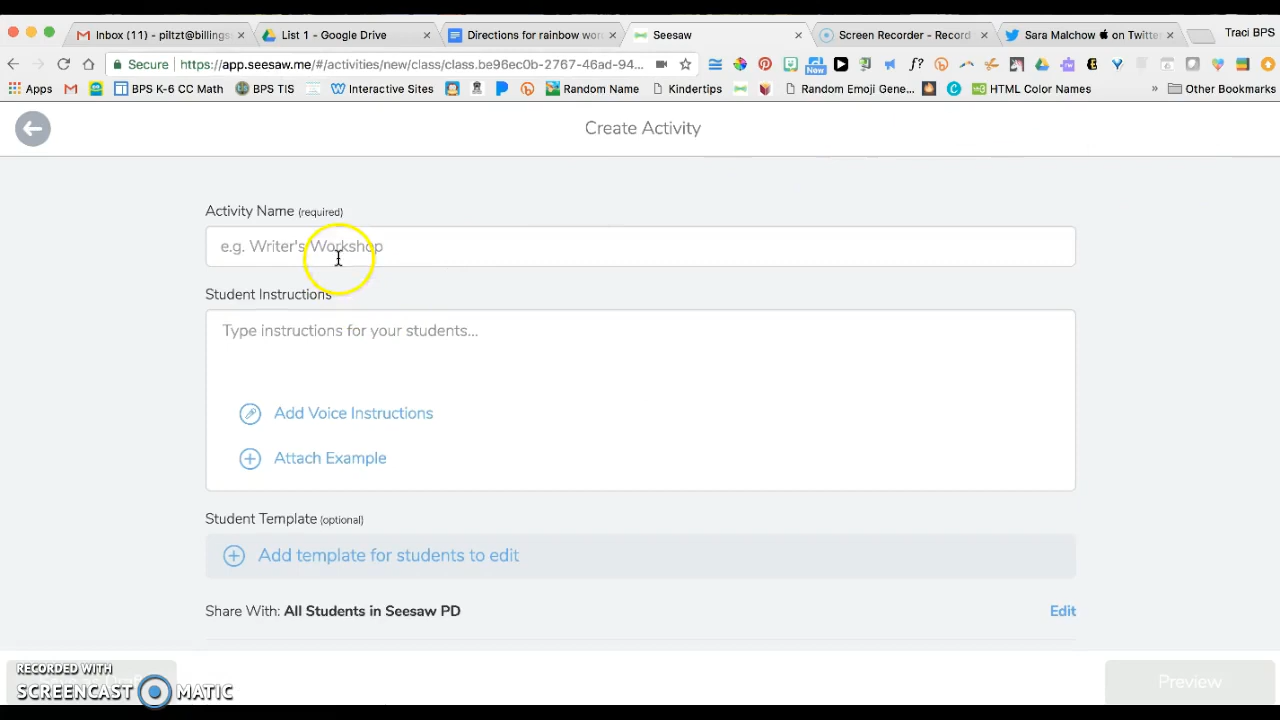 Inbox (11) - piltzt@billings
List 1 - Google Drive
Directions for rainbow wor
Seesaw
Screen Recorder - Record
Sara Malchow on Twitt
Traci BPS
Secure
https://app.seesaw.me/#/activities/new/class/class.be96ec0b-2767-46ad-94...
Now
f?
Apps
BPS K-6 CC Math
BPS TIS
Interactive Sites
Random Name
Kindertips
Random Emoji Gene...
HTML Color Names
»
Other Bookmarks
Create Activity
Activity Name (required)
e.g. Writer's Workshop
Student Instructions
Type instructions for your students...
Add Voice Instructions
Attach Example
Student Template (optional)
Add template for students to edit
Share With: All Students in Seesaw PD
Edit
RECORDED WITH
SCREENCAST MATIC
Preview